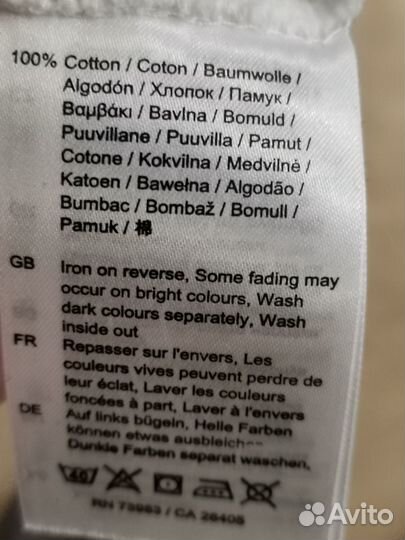 100% Cotton / Coton / Baumwolle /
Algodón / Хлопок / Памук /
Βαμβάκι / Bavlna / Bomuld /
Puuvillane / Puuvilla / Pamut /
Cotone / Kokvilna / Medvilnė /
Katoen / Bawełna / Algodão /
Bumbac / Bombaž / Bomull /
Pamuk / 棉
GB Iron on reverse, Some fading may
occur on bright colours, Wash
dark colours separately, Wash
inside out
FR Repasser sur l'envers, Les
couleurs vives peuvent perdre de
leur éclat, Laver les couleurs
foncées à part, Laver à l'envers
DE Auf links bügeln, Helle Farben
können etwas ausbleichen
Dunkle Farben separat waschen,
40
RN 75963 / CA 26405
Avito